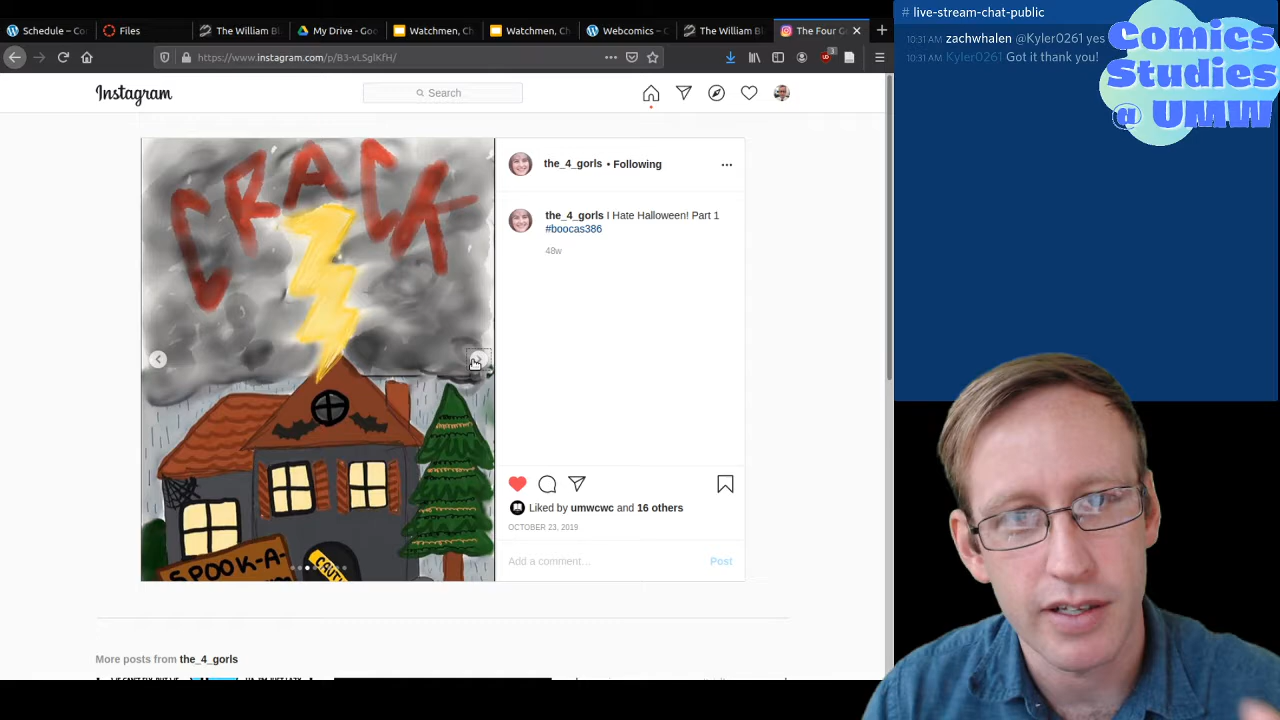 Schedule – Co
Files
The William Bl
My Drive - Goo
Watchmen, Ch
Watchmen, Ch
Webcomics – C
The William Bl
The Four Go
https://www.instagram.com/p/B3-vLSglKfH/
Instagram
Search
CRACK
SPOOK-A-
CAUT
the_4_gorls • Following
the_4_gorls I Hate Halloween! Part 1
#boocas386
48w
Liked by umwcwc and 16 others
OCTOBER 23, 2019
Add a comment…
Post
More posts from the_4_gorls
# live-stream-chat-public
10:31 AM zachwhalen @Kyler0261 yes
10:31 AM Kyler0261 Got it thank you!
Comics
Studies
@ UMW